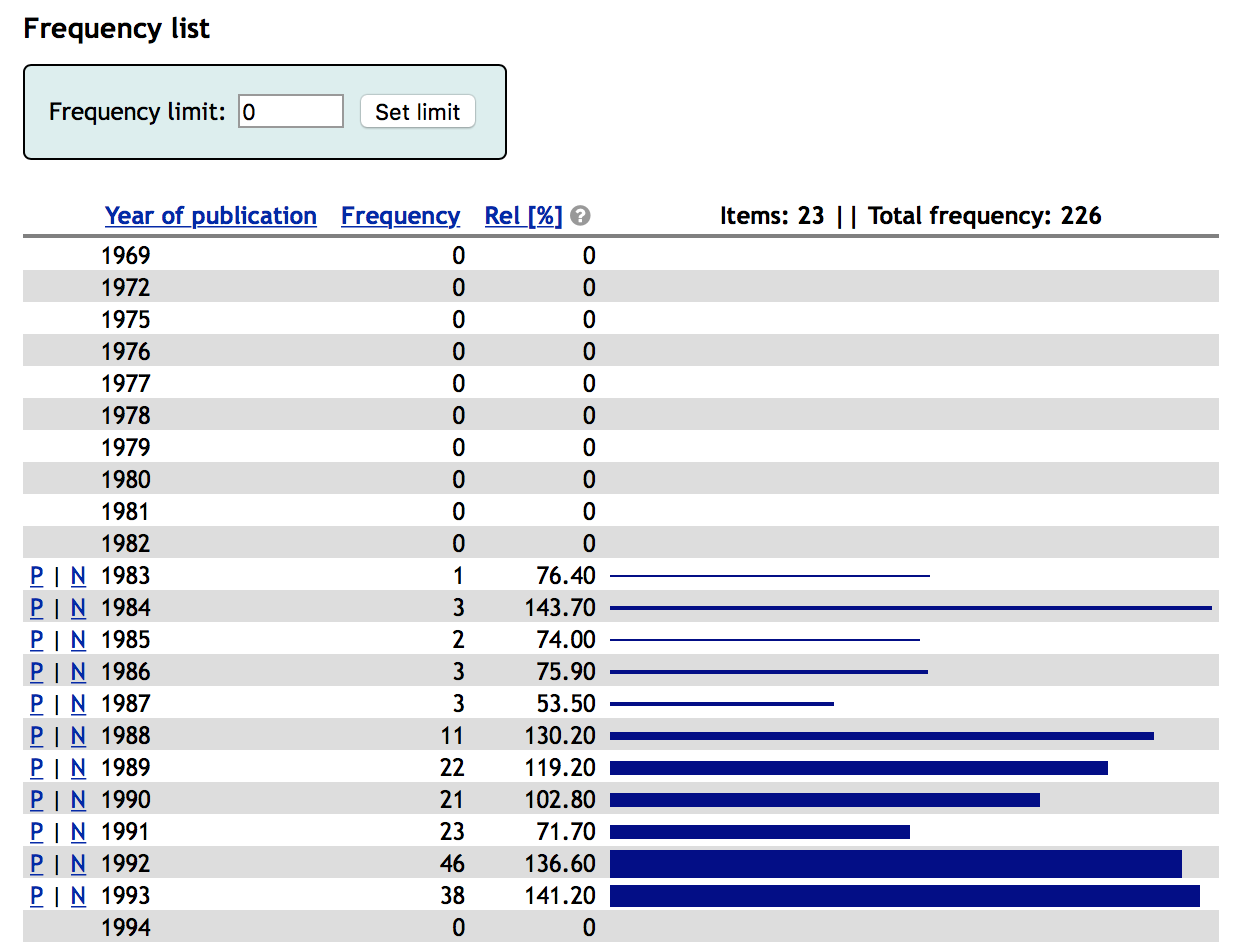 Frequency list
Frequency limit: 0 Set limit
Year of publication Frequency Rel [%] ? Items: 23 || Total frequency: 226
1969 0 0
1972 0 0
1975 0 0
1976 0 0
1977 0 0
1978 0 0
1979 0 0
1980 0 0
1981 0 0
1982 0 0
P | N 1983 1 76.40
P | N 1984 3 143.70
P | N 1985 2 74.00
P | N 1986 3 75.90
P | N 1987 3 53.50
P | N 1988 11 130.20
P | N 1989 22 119.20
P | N 1990 21 102.80
P | N 1991 23 71.70
P | N 1992 46 136.60
P | N 1993 38 141.20
1994 0 0